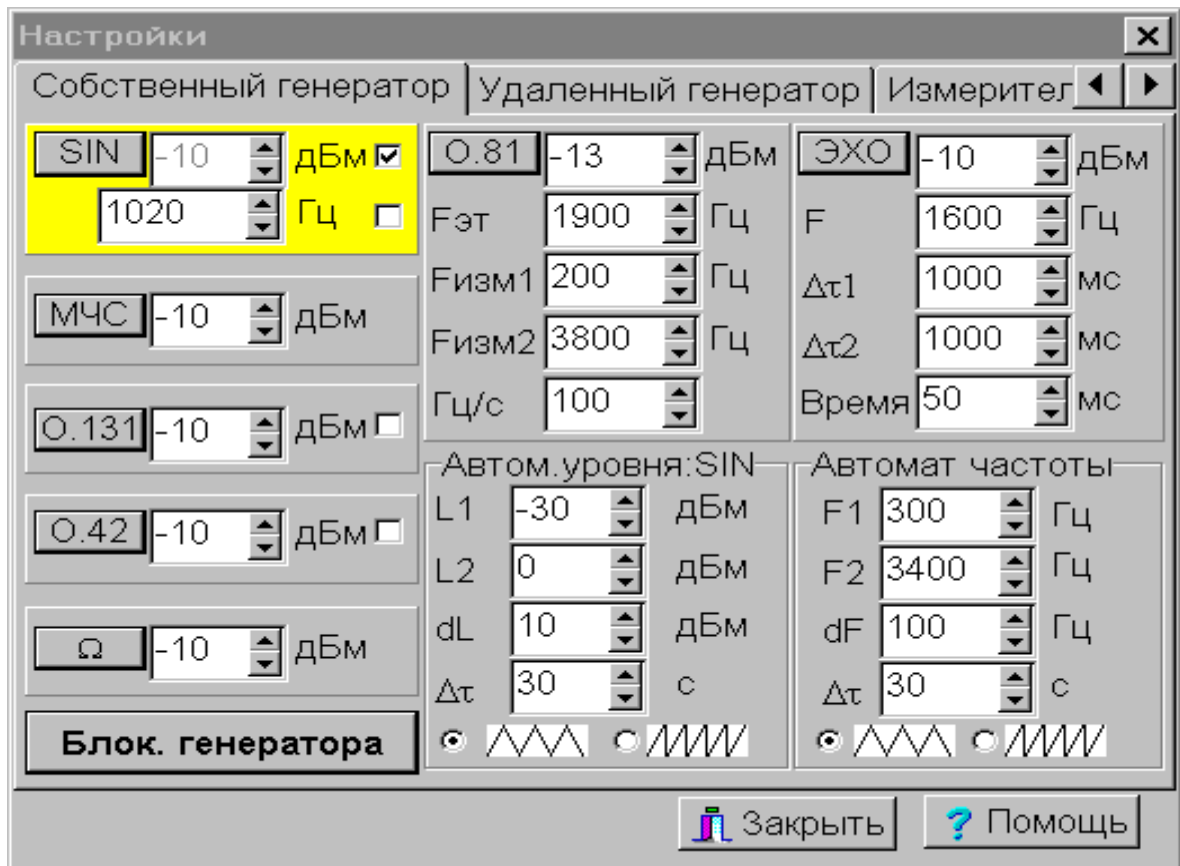 Настройки
Собственный генератор Удаленный генератор Измерител
SIN -10 дБм
1020 Гц
МЧС -10 дБм
О.131 -10 дБм
О.42 -10 дБм
Ω -10 дБм
Блок. генератора
О.81 -13 дБм
Fэт 1900 Гц
Fизм1 200 Гц
Fизм2 3800 Гц
Гц/с 100
ЭХО -10 дБм
F 1600 Гц
Δτ1 1000 мс
Δτ2 1000 мс
Время 50 мс
Автом.уровня:SIN
L1 -30 дБм
L2 0 дБм
dL 10 дБм
Δτ 30 с
Автомат частоты
F1 300 Гц
F2 3400 Гц
dF 100 Гц
Δτ 30 с
Закрыть ? Помощь